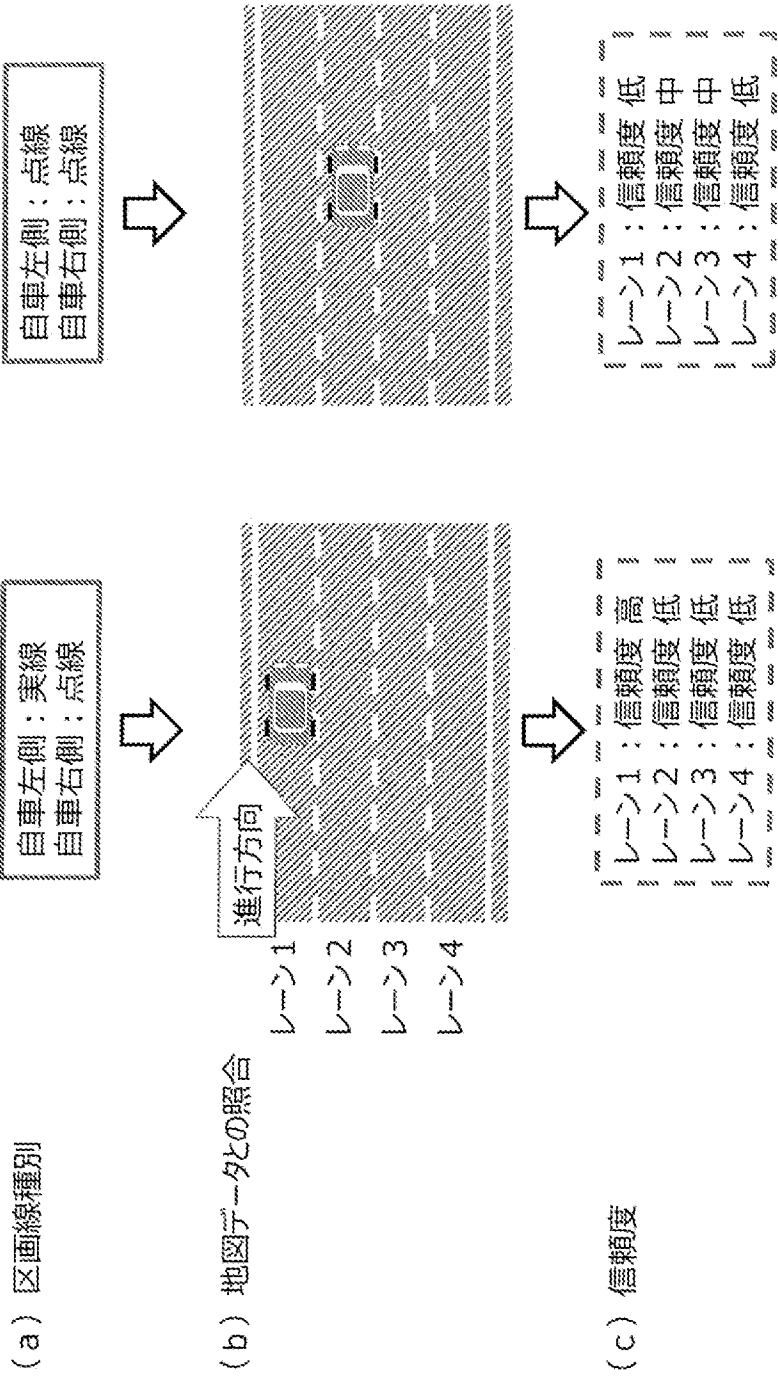 (a) 区画線種別
自車左側：実線
自車右側：点線
自車左側：点線
自車右側：点線
(b) 地図データとの照合
進行方向
レーン1
レーン2
レーン3
レーン4
(c) 信頼度
レーン1：信頼度 高
レーン2：信頼度 低
レーン3：信頼度 低
レーン4：信頼度 低
レーン1：信頼度 低
レーン2：信頼度 中
レーン3：信頼度 中
レーン4：信頼度 低